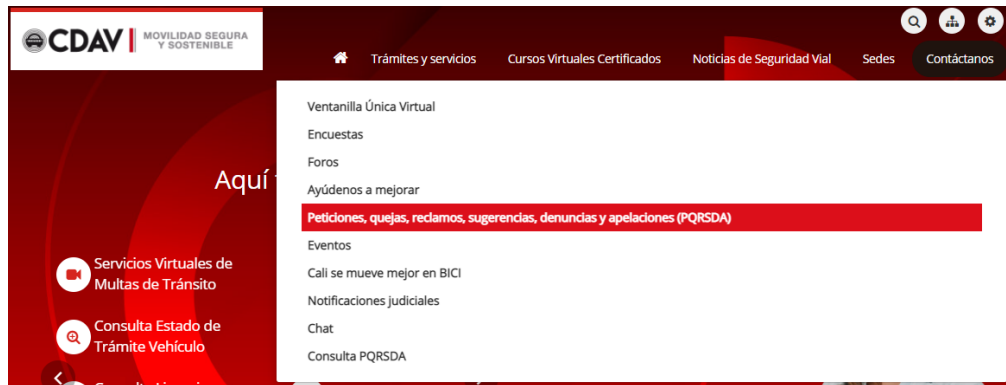 CDAV
MOVILIDAD SEGURA
Y SOSTENIBLE
Trámites y servicios
Cursos Virtuales Certificados
Noticias de Seguridad Vial
Sedes
Contáctanos
Ventanilla Única Virtual
Encuestas
Foros
Ayúdenos a mejorar
Peticiones, quejas, reclamos, sugerencias, denuncias y apelaciones (PQRSDA)
Eventos
Cali se mueve mejor en BICI
Notificaciones judiciales
Chat
Consulta PQRSDA
Aquí
Servicios Virtuales de
Multas de Tránsito
Consulta Estado de
Trámite Vehículo